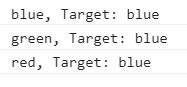 blue, Target: blue
green, Target: blue
red, Target: blue